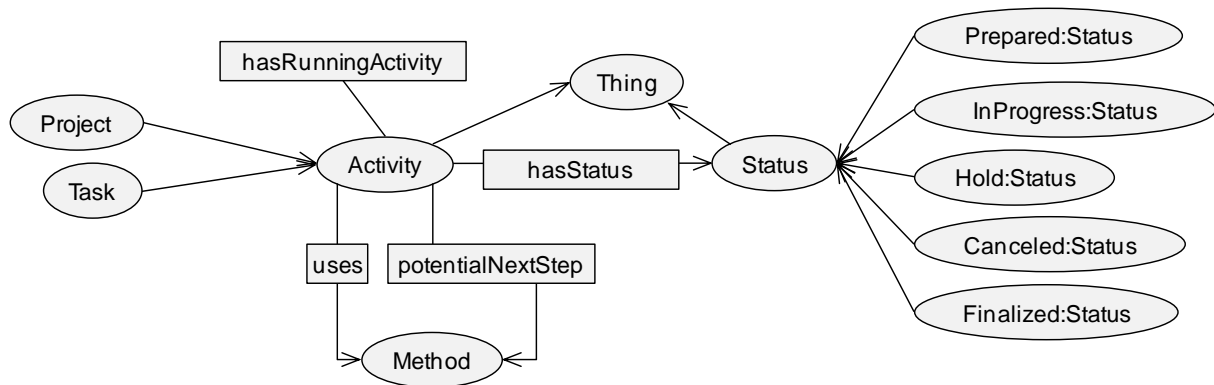 Prepared:Status
hasRunningActivity
Thing
InProgress:Status
Project
Activity
hasStatus
Status
Task
Hold:Status
Canceled:Status
uses
potentialNextStep
Finalized:Status
Method